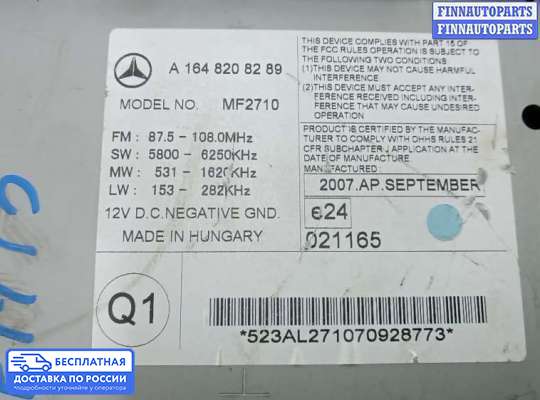 FINNAUTOPARTS
FINNAUTOPARTS
A 164 820 82 89
MODEL NO. MF2710
FM : 87.5 - 108.0MHz
SW : 5800 - 6250KHz
MW : 531 - 1620KHz
LW : 153 - 282KHz
12V D.C. NEGATIVE GND.
MADE IN HUNGARY
THIS DEVICE COMPLIES WITH PART 15 OF
THE FCC RULES OPERATION IS SUBJECT TO
THE FOLLOWING TWO CONDITIONS.
(1)THIS DEVICE MAY NOT CAUSE HARMFUL
INTERFERENCE
(2)THIS DEVICE MUST ACCEPT ANY INTER-
FERENCE RECEIVED INCLUDING INTER-
FERENCE THAT MAY CAUSE UNDESIRED
OPERATION
PRODUCT IS CERTIFIED BY THE MANUFAC-
TURER TO COMPLY WITH DHHS RULES 21
CFR SUBCHAPTER J APPLICATION AT THE
DATE OF MANUFACTURE
MANUFACTURED :
2007.AP.SEPTEMBER
e24
021165
Q1
*523AL271070928773*
БЕСПЛАТНАЯ
ДОСТАВКА ПО РОССИИ
Подробности уточняйте у оператора